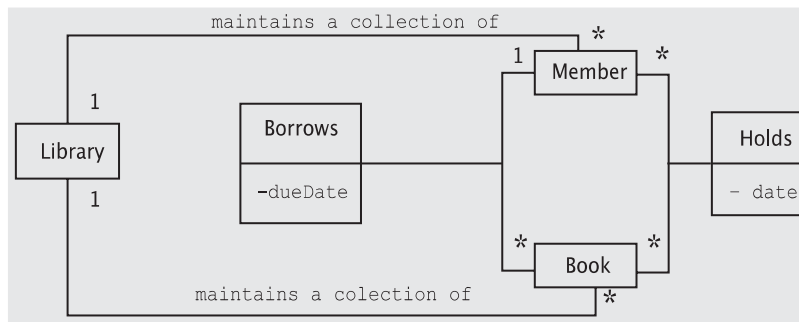 maintains a collection of
*
1 Member *
1
Borrows
Holds
Library
-dueDate
– date
1
* *
Book
maintains a colection of
*